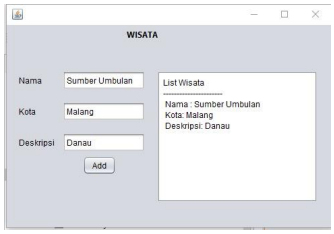 WISATA
Nama
Sumber Umbulan
Kota
Malang
Deskripsi
Danau
Add
List Wisata
------------------------
Nama : Sumber Umbulan
Kota: Malang
Deskripsi: Danau